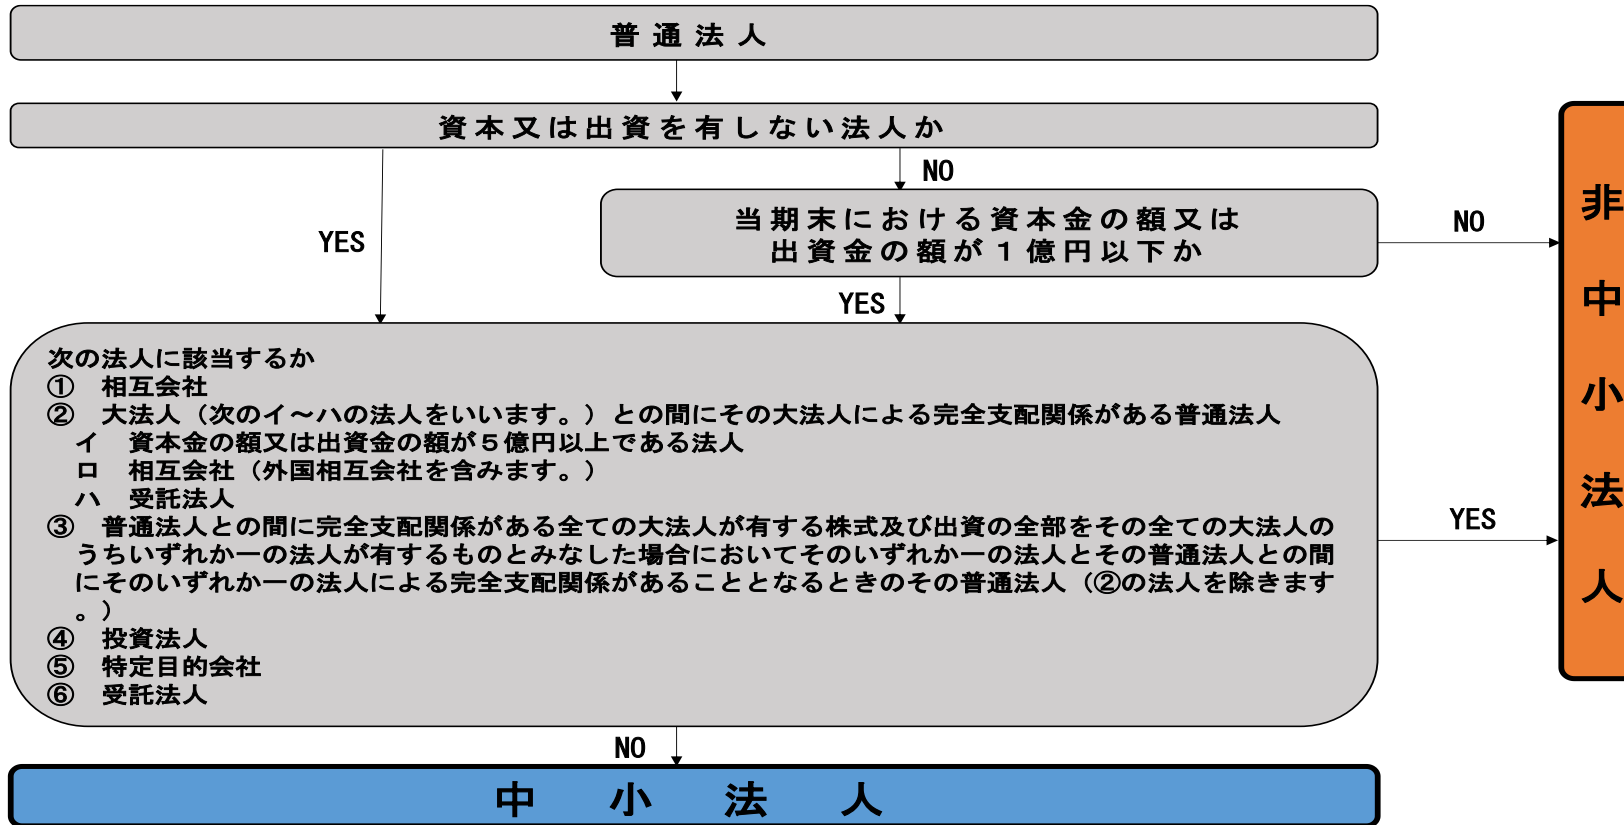 普通法人
資本又は出資を有しない法人か
NO
当期末における資本金の額又は
出資金の額が１億円以下か
NO
YES
YES
次の法人に該当するか
①　相互会社
②　大法人（次のイ～ハの法人をいいます。）との間にその大法人による完全支配関係がある普通法人
イ　資本金の額又は出資金の額が５億円以上である法人
ロ　相互会社（外国相互会社を含みます。）
ハ　受託法人
③　普通法人との間に完全支配関係がある全ての大法人が有する株式及び出資の全部をその全ての大法人の
うちいずれか一の法人が有するものとみなした場合においてそのいずれか一の法人とその普通法人との間
にそのいずれか一の法人による完全支配関係があることとなるときのその普通法人（②の法人を除きます
。）
④　投資法人
⑤　特定目的会社
⑥　受託法人
YES
NO
中小法人
非中小法人